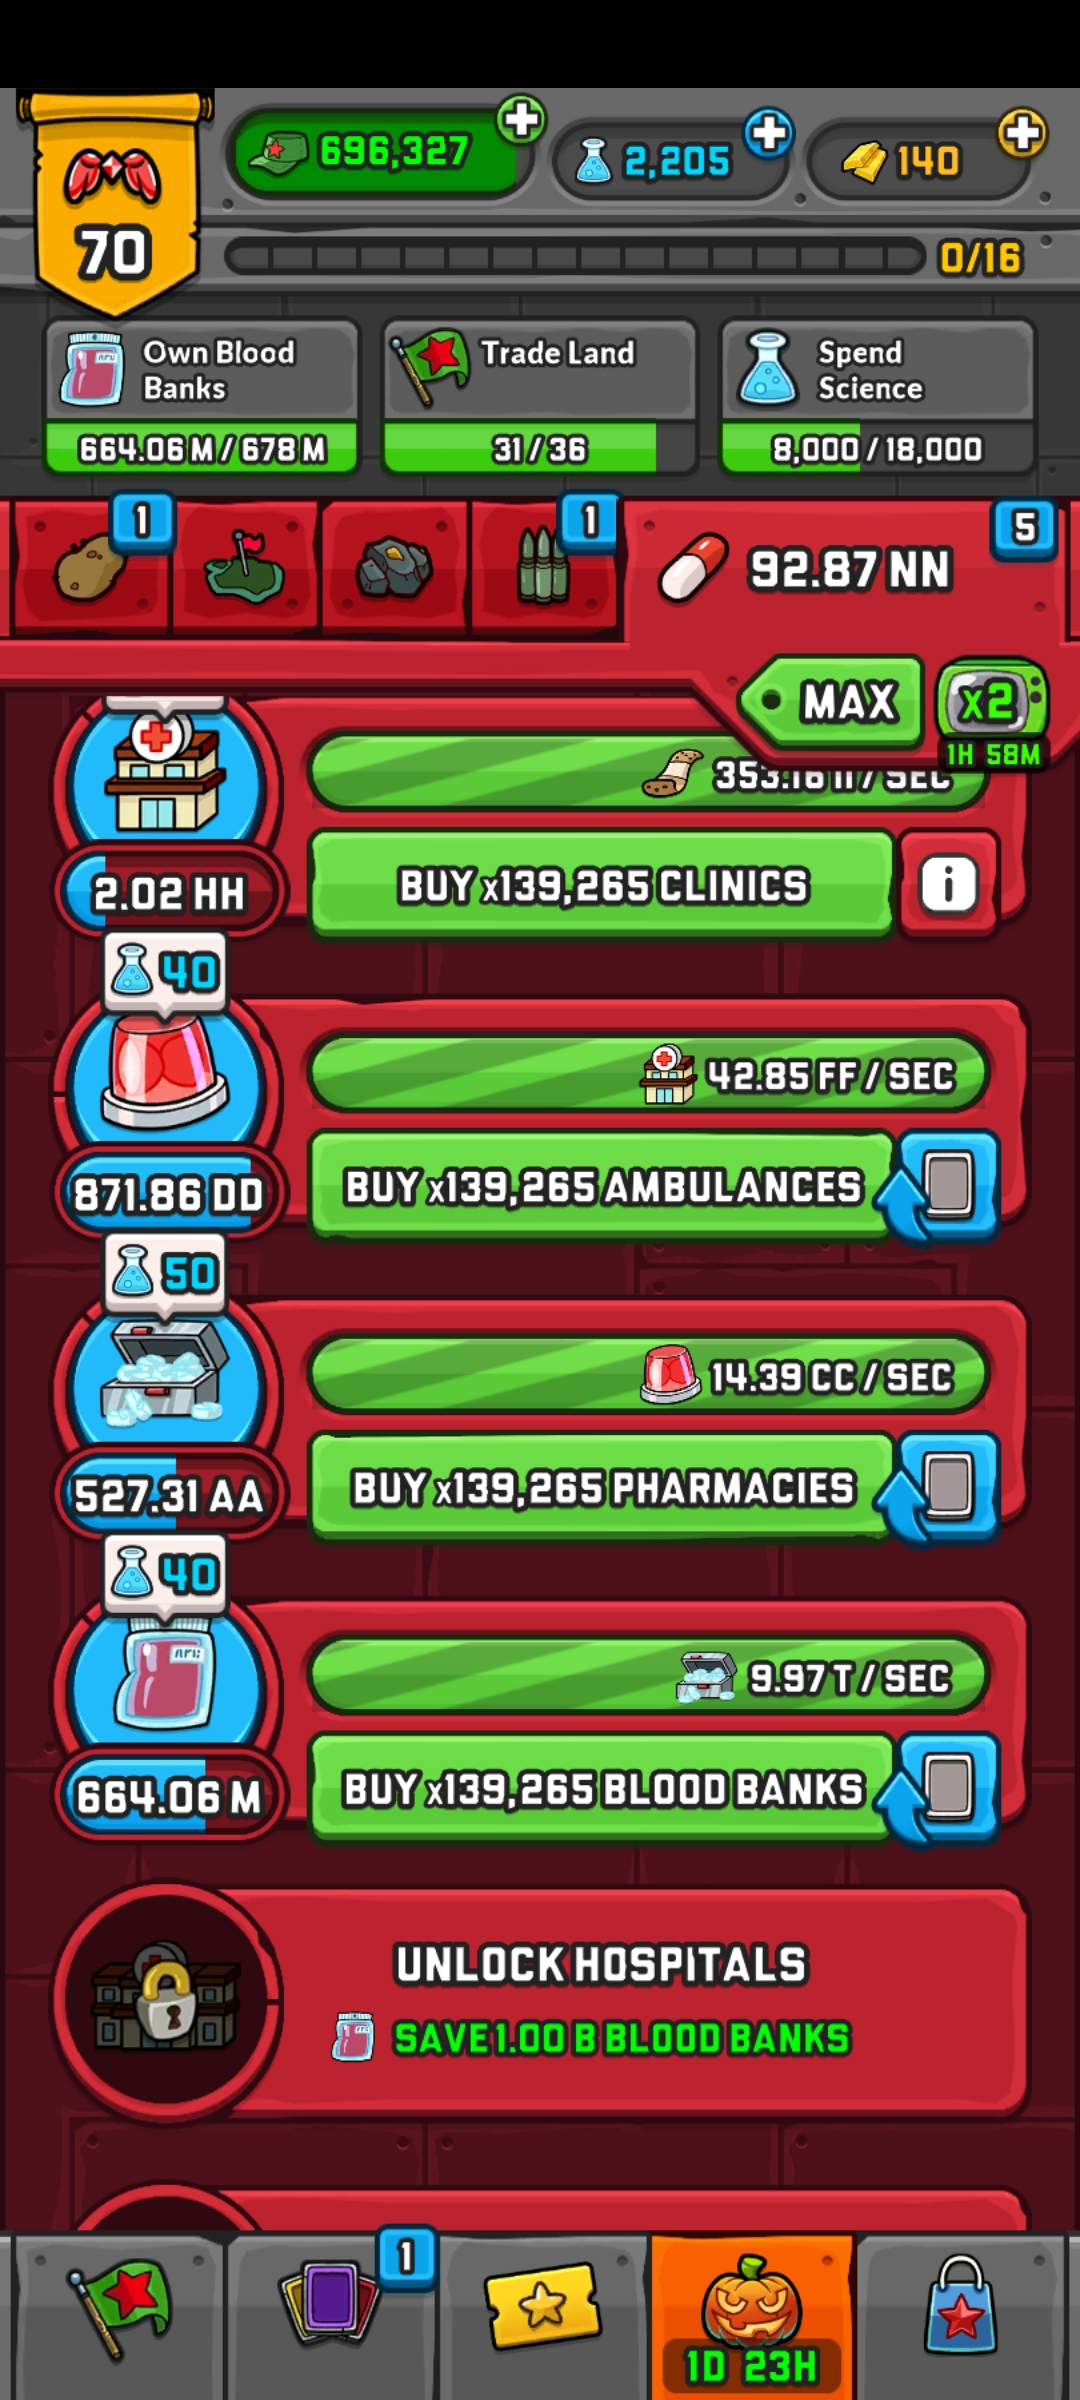 70
696,327
2,205
140
0/16
Own Blood
Banks
664.06 M / 678 M
Trade Land
31 / 36
Spend
Science
8,000 / 18,000
1
1
92.87 NN
5
MAX
x2
1H 58M
/ SEC
2.02 HH
BUY x139,265 CLINICS
i
40
42.85 FF / SEC
871.86 DD
BUY x139,265 AMBULANCES
50
14.39 CC / SEC
527.31 AA
BUY x139,265 PHARMACIES
40
9.97 T / SEC
664.06 M
BUY x139,265 BLOOD BANKS
UNLOCK HOSPITALS
SAVE 1.00 B BLOOD BANKS
1
1D 23H